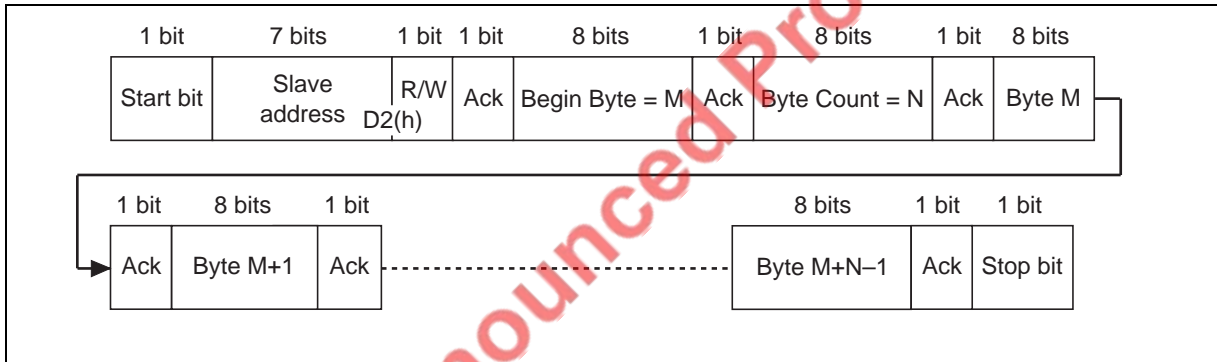 1 bit 7 bits 1 bit 1 bit 8 bits 1 bit 8 bits 1 bit 8 bits
Start bit Slave address D2(h) R/W Ack Begin Byte = M Ack Byte Count = N Ack Byte M
1 bit 8 bits 1 bit 8 bits 1 bit 1 bit
Ack Byte M+1 Ack Byte M+N–1 Ack Stop bit